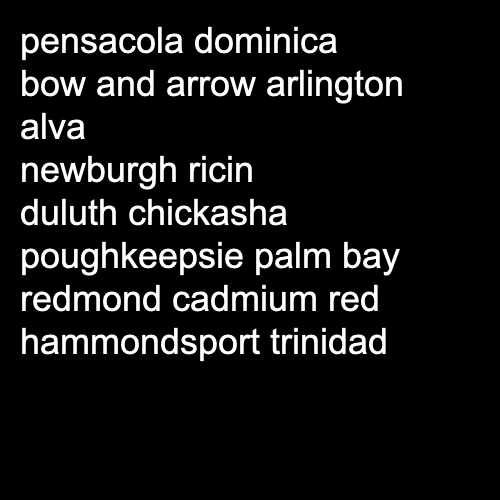 pensacola dominica
bow and arrow arlington
alva
newburgh ricin
duluth chickasha
poughkeepsie palm bay
redmond cadmium red
hammondsport trinidad